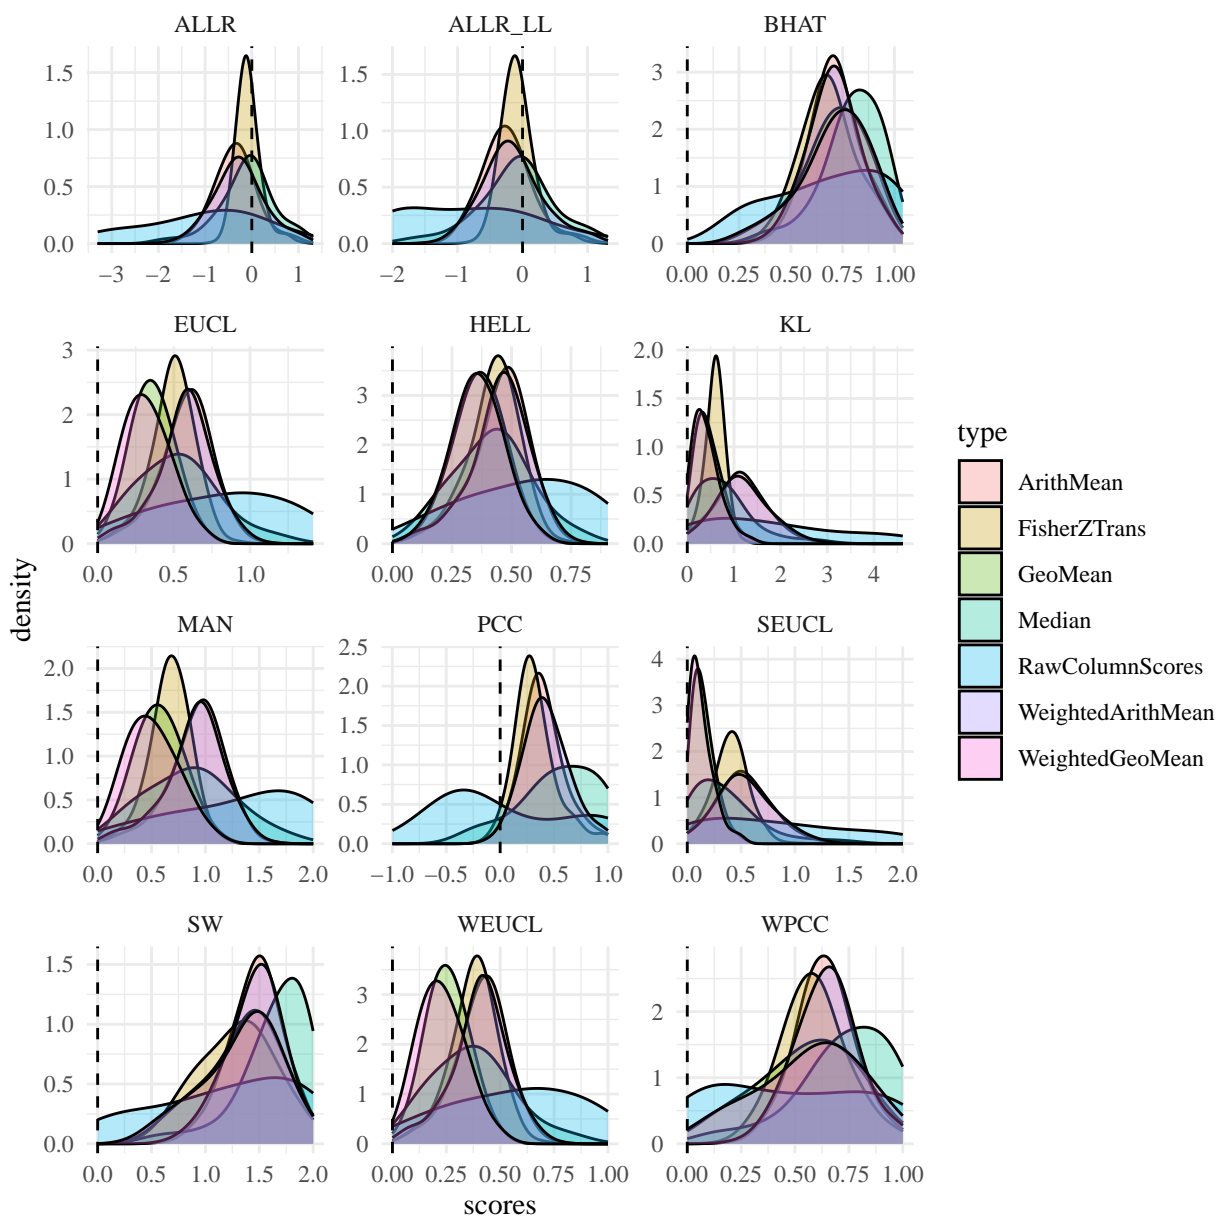 ALLR ALLR_LL BHAT
1.5 1.0 0.5 0.0
1.5 1.0 0.5 0.0
3 2 1 0
−3 −2 −1 0 1
−2 −1 0 1
0.00 0.25 0.50 0.75 1.00
EUCL HELL KL
3 2 1 0
3 2 1 0
2.0 1.5 1.0 0.5 0.0
0.0 0.5 1.0
0.00 0.25 0.50 0.75
0 1 2 3 4
MAN PCC SEUCL
2.0 1.5 1.0 0.5 0.0
2.5 2.0 1.5 1.0 0.5 0.0
4 3 2 1 0
0.0 0.5 1.0 1.5 2.0
−1.0 −0.5 0.0 0.5 1.0
0.0 0.5 1.0 1.5 2.0
SW WEUCL WPCC
1.5 1.0 0.5 0.0
3 2 1 0
2 1 0
0.0 0.5 1.0 1.5 2.0
0.00 0.25 0.50 0.75 1.00
0.00 0.25 0.50 0.75 1.00
density
scores
type
ArithMean
FisherZTrans
GeoMean
Median
RawColumnScores
WeightedArithMean
WeightedGeoMean